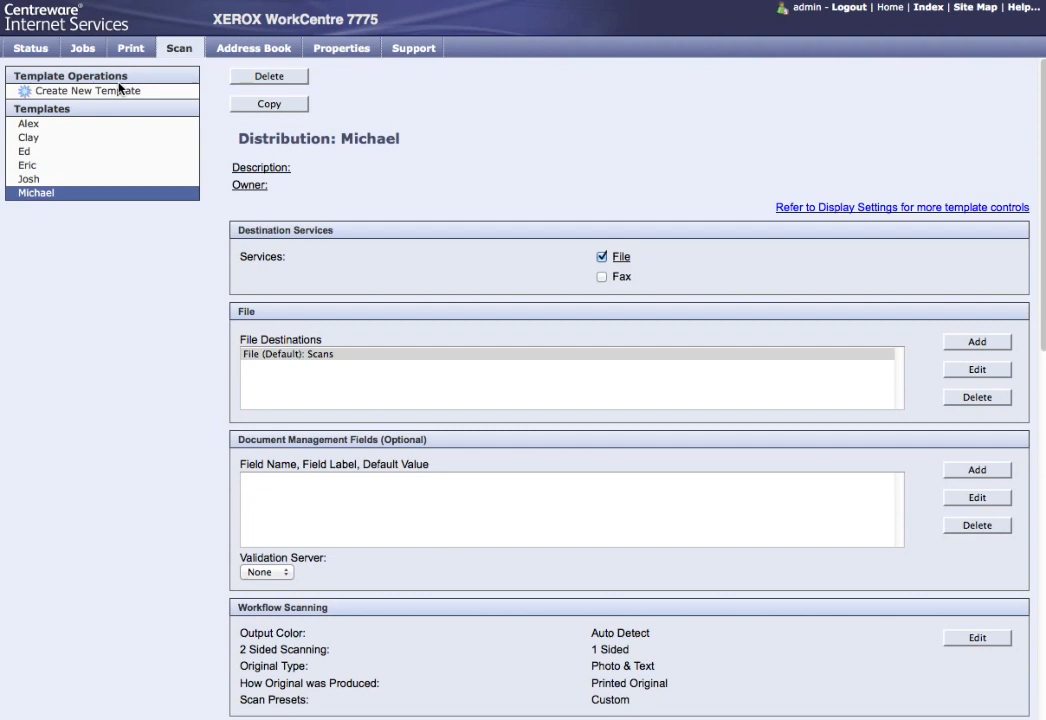 Centreware®
Internet Services
XEROX WorkCentre 7775
admin - Logout | Home | Index | Site Map | Help...
Status
Jobs
Print
Scan
Address Book
Properties
Support
Template Operations
Create New Template
Templates
Alex
Clay
Ed
Eric
Josh
Michael
Delete
Copy
Distribution: Michael
Description:
Owner:
Refer to Display Settings for more template controls
Destination Services
Services:
File
Fax
File
File Destinations
File (Default): Scans
Add
Edit
Delete
Document Management Fields (Optional)
Field Name, Field Label, Default Value
Add
Edit
Delete
Validation Server:
None
Workflow Scanning
Output Color: Auto Detect
2 Sided Scanning: 1 Sided
Original Type: Photo & Text
How Original was Produced: Printed Original
Scan Presets: Custom
Edit